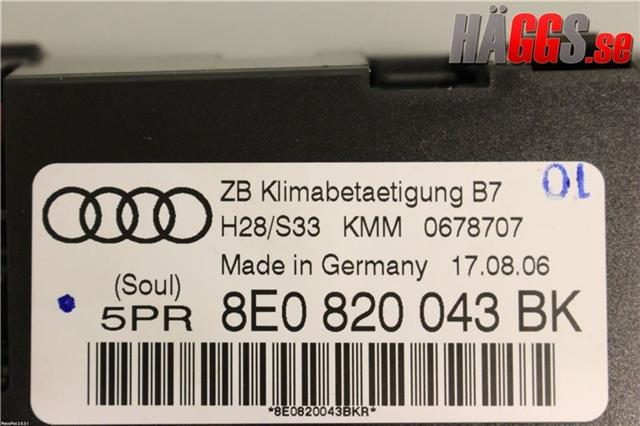 HÄGGS.se
ZB Klimabetaetigung B7
01
H28/S33 KMM 0678707
Made in Germany 17.08.06
(Soul)
5PR 8E0 820 043 BK
*8E0820043BKR*